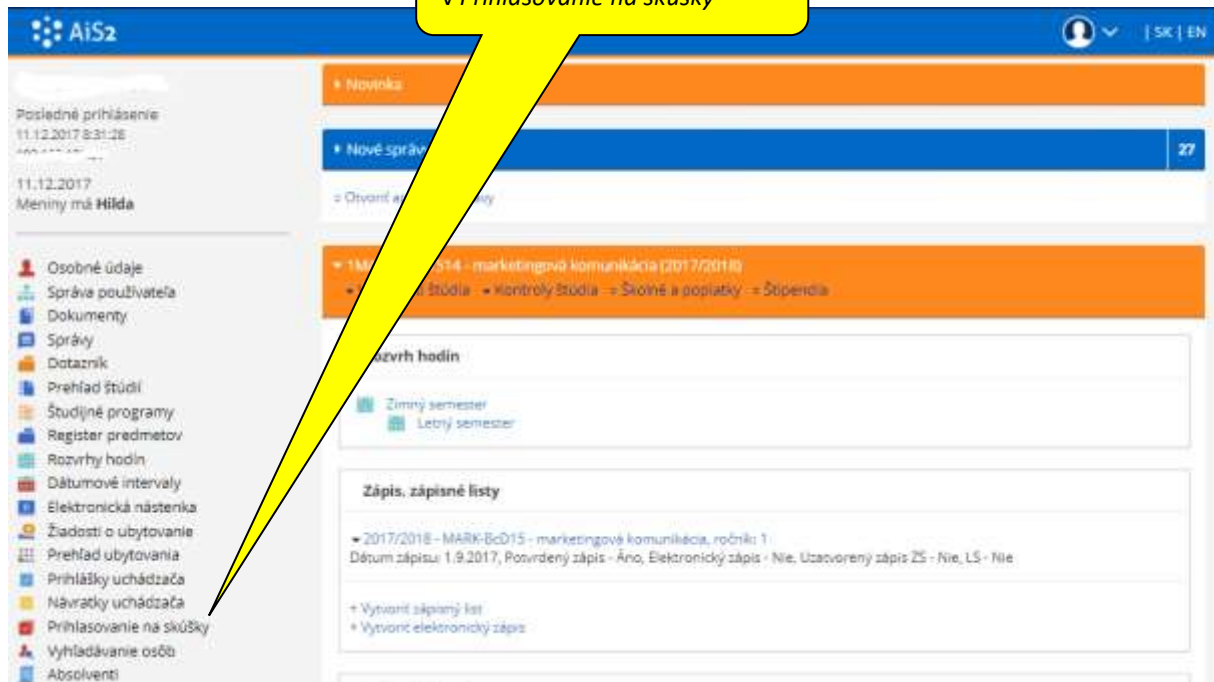 v Prihlasovanie na skúšky
AiS2
| SK | EN
Posledné prihlásenie
11.12.2017 8:31:28
11.12.2017
Meniny má Hilda
Osobné údaje
Správa používateľa
Dokumenty
Správy
Dotazník
Prehľad štúdií
Študijné programy
Register predmetov
Rozvrhy hodín
Dátumové intervaly
Elektronická nástenka
Žiadosti o ubytovanie
Prehľad ubytovania
Prihlášky uchádzača
Návratky uchádzača
Prihlasovanie na skúšky
Vyhľadávanie osôb
Absolventi
Novinka
Nové správy
27
Otvoriť
- marketingová komunikácia (2017/2018)
štúdia Kontroly štúdia Školné a poplatky Štipendia
Rozvrh hodín
Zimný semester
Letný semester
Zápis, zápisné listy
2017/2018 - MARK-BcD15 - marketingová komunikácia, ročník: 1
Dátum zápisu: 1.9.2017, Potvrdený zápis - Áno, Elektronický zápis - Nie, Uzatvorený zápis ZS - Nie, LS - Nie
+ Vytvoriť zápisný list
+ Vytvoriť elektronický zápis